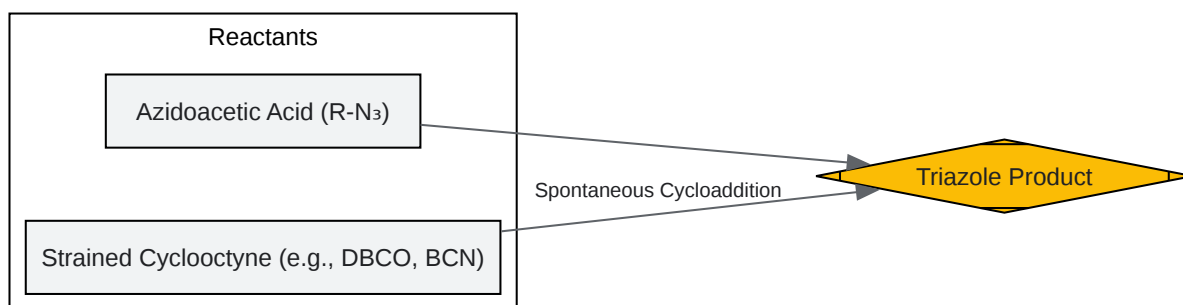 Reactants
Azidoacetic Acid (R-N₃)
Spontaneous Cycloaddition
Triazole Product
Strained Cyclooctyne (e.g., DBCO, BCN)